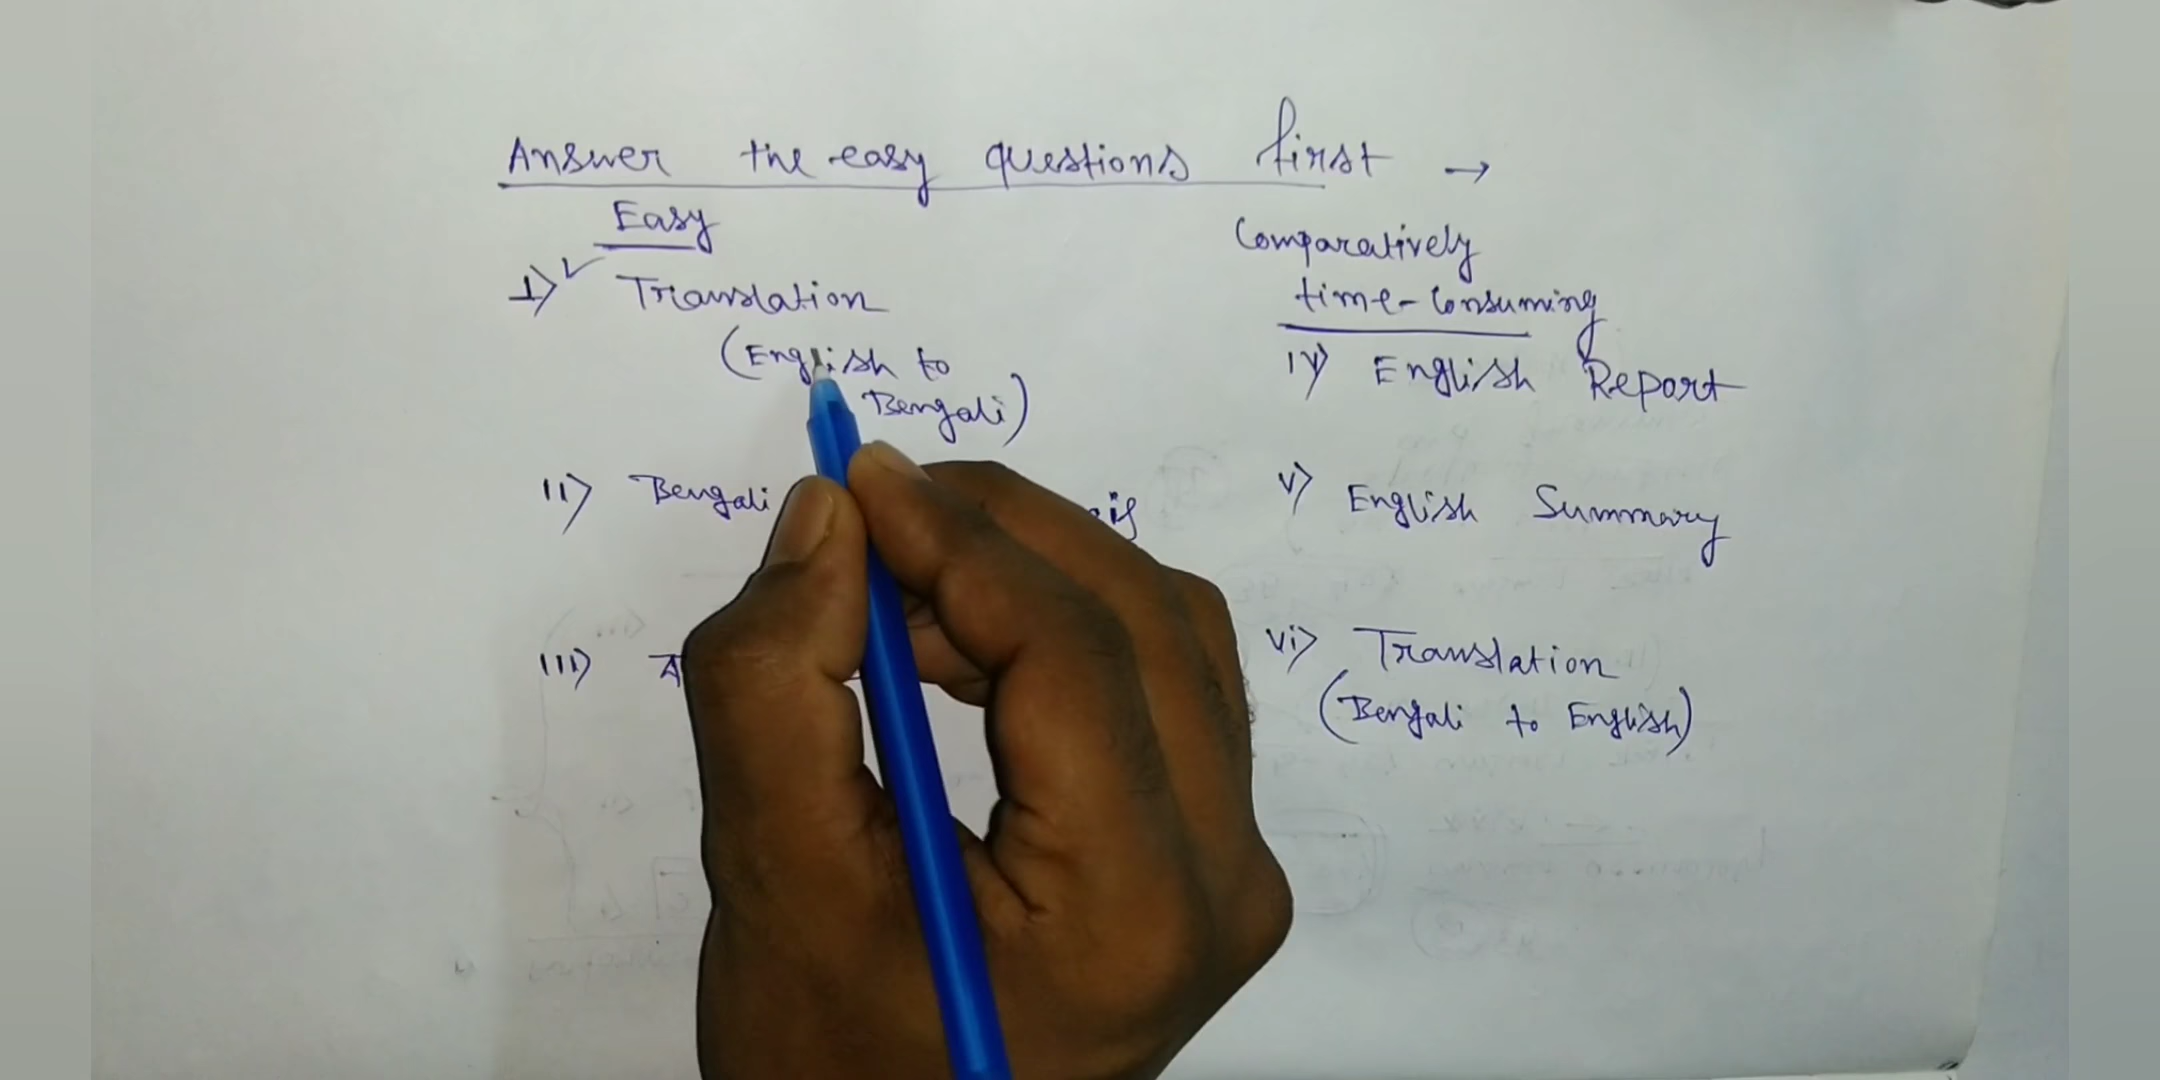 Answer the easy questions first →
Easy
I) ✓ Translation
(English to
Bengali)
II) Bengali
III)
Comparatively
time-consuming
IV) English Report
V) English Summary
Vi) Translation
(Bengali to English)